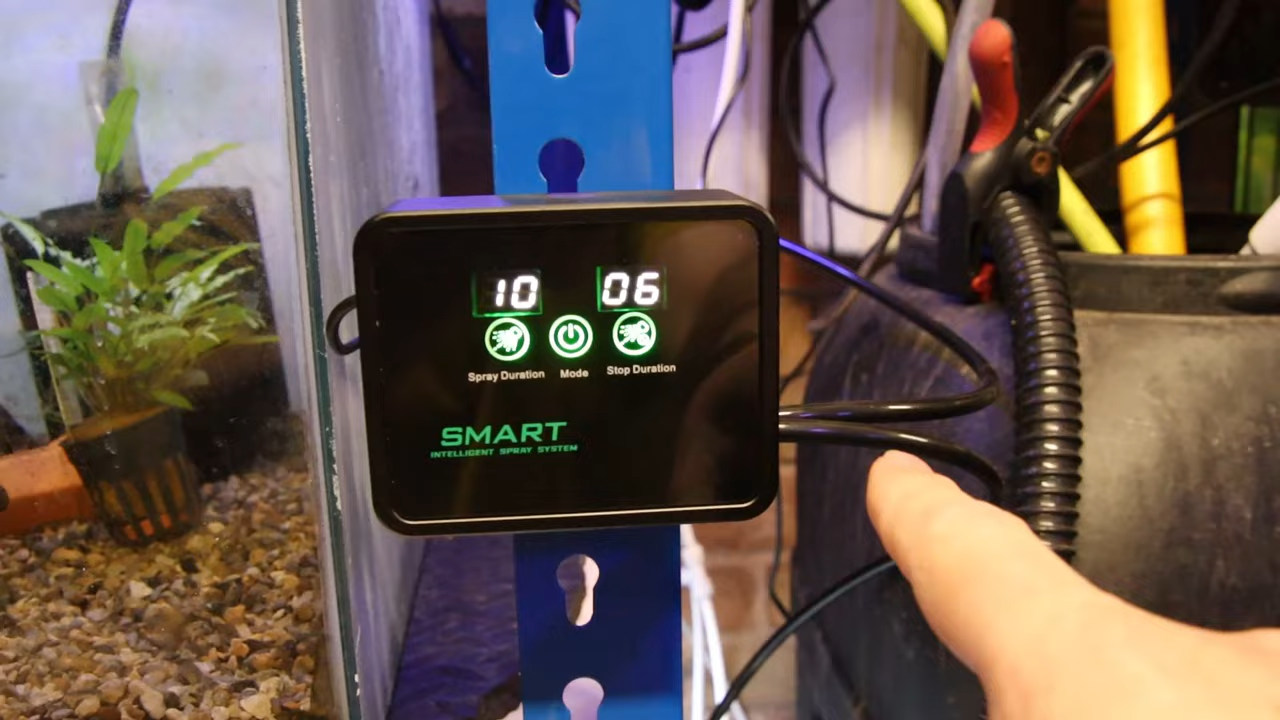 10 06
Spray Duration Mode Stop Duration
SMART
INTELLIGENT SPRAY SYSTEM